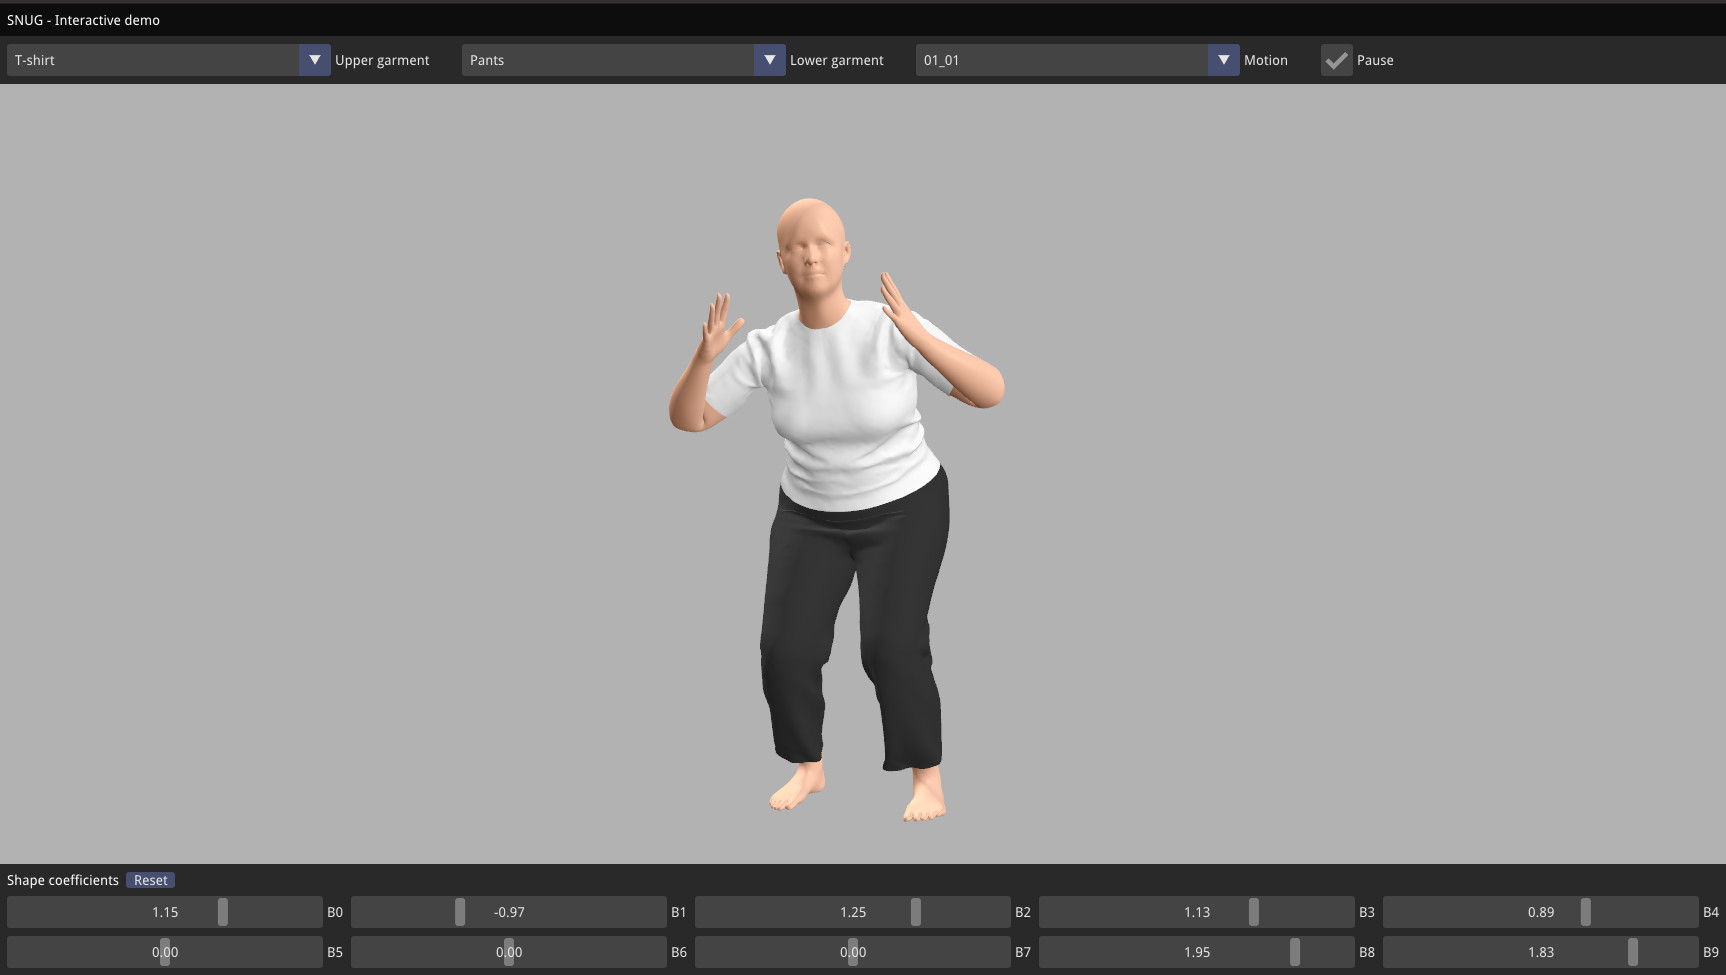 SNUG - Interactive demo
T-shirt Upper garment Pants Lower garment 01_01 Motion Pause
Shape coefficients Reset
1.15 B0 -0.97 B1 1.25 B2 1.13 B3 0.89 B4
0.00 B5 0.00 B6 0.00 B7 1.95 B8 1.83 B9